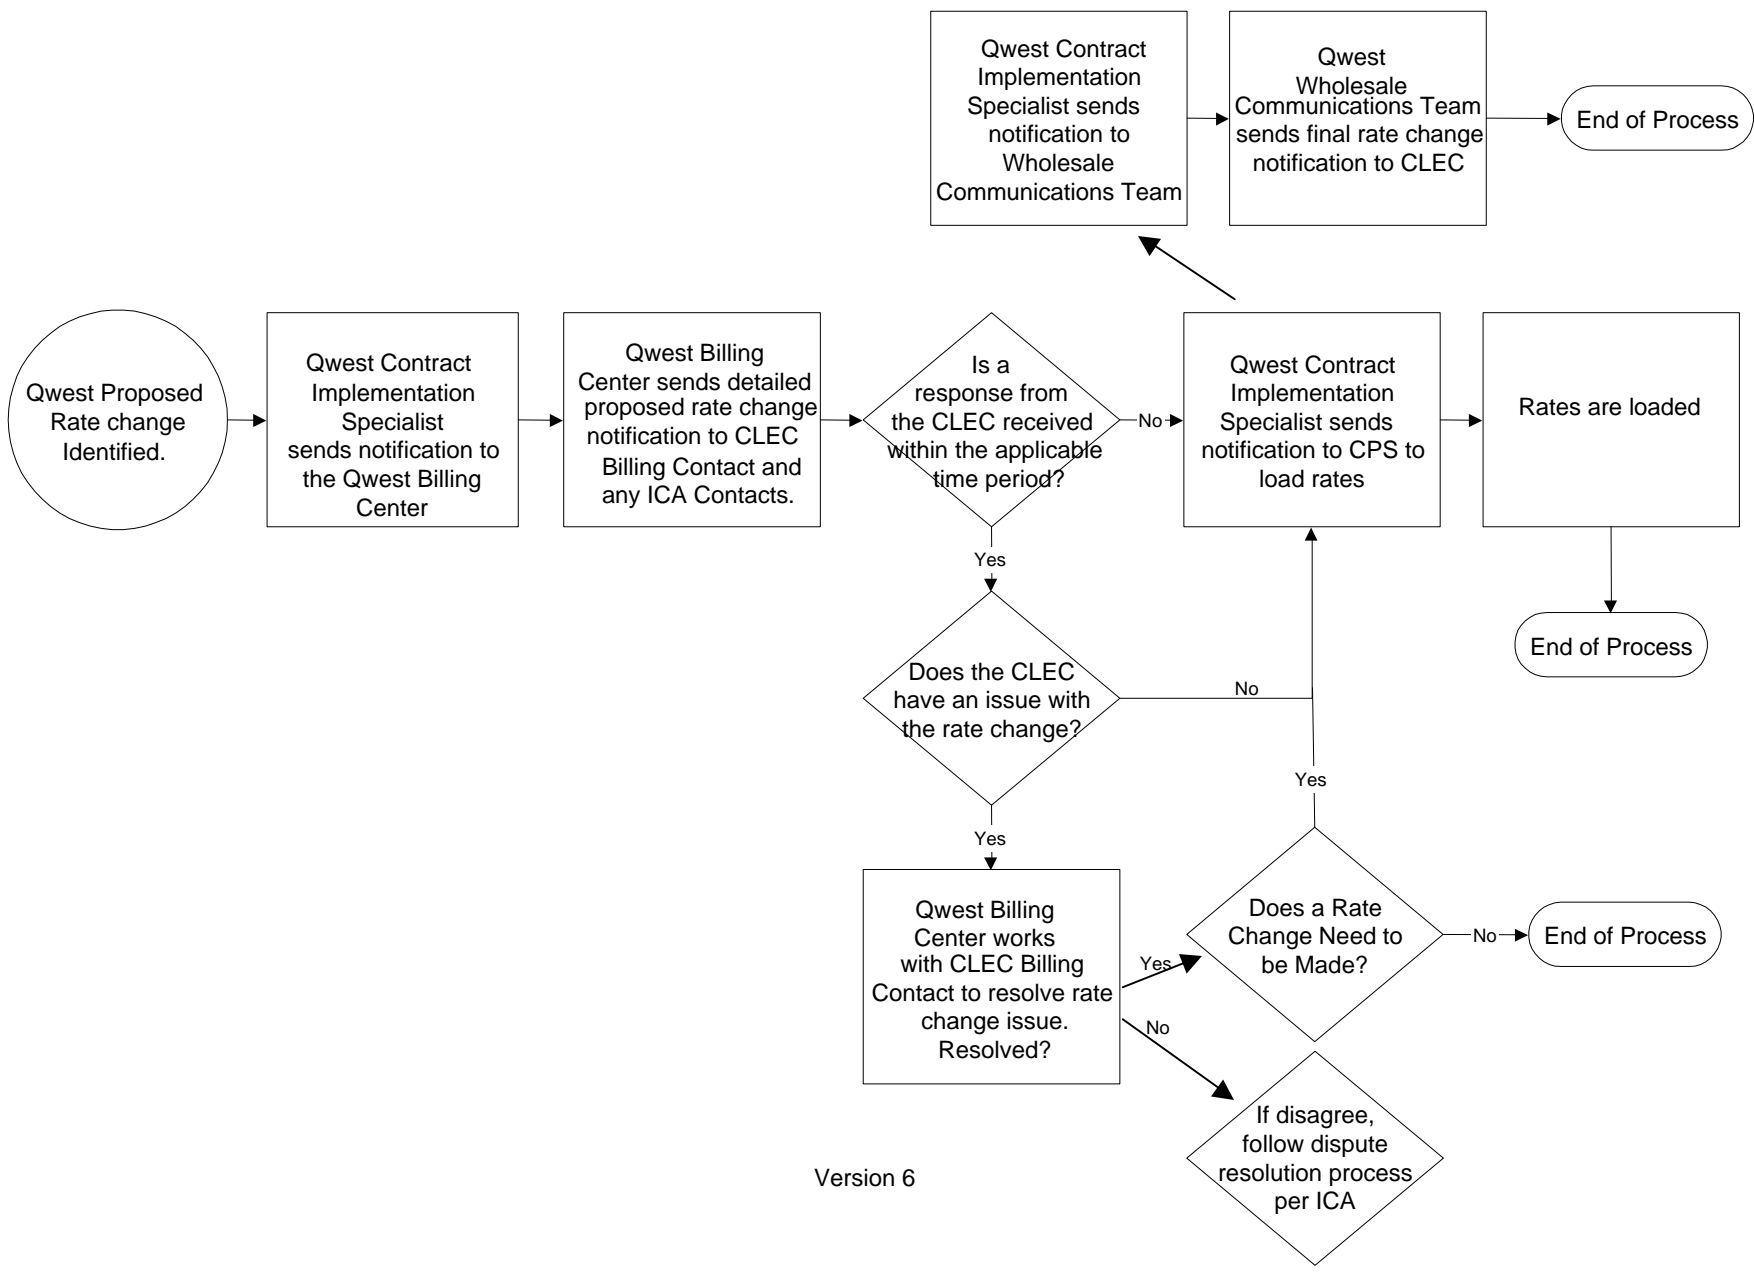 Qwest Contract
Implementation
Specialist sends
notification to
Wholesale
Communications Team
Qwest
Wholesale
Communications Team
sends final rate change
notification to CLEC
End of Process
Qwest Proposed
Rate change
Identified.
Qwest Contract
Implementation
Specialist
sends notification to
the Qwest Billing
Center
Qwest Billing
Center sends detailed
proposed rate change
notification to CLEC
Billing Contact and
any ICA Contacts.
Is a
response from
the CLEC received
within the applicable
time period?
No
Qwest Contract
Implementation
Specialist sends
notification to CPS to
load rates
Rates are loaded
End of Process
Yes
Does the CLEC
have an issue with
the rate change?
No
Yes
Yes
Qwest Billing
Center works
with CLEC Billing
Contact to resolve rate
change issue.
Resolved?
Yes
No
Does a Rate
Change Need to
be Made?
No
End of Process
If disagree,
follow dispute
resolution process
per ICA
Version 6